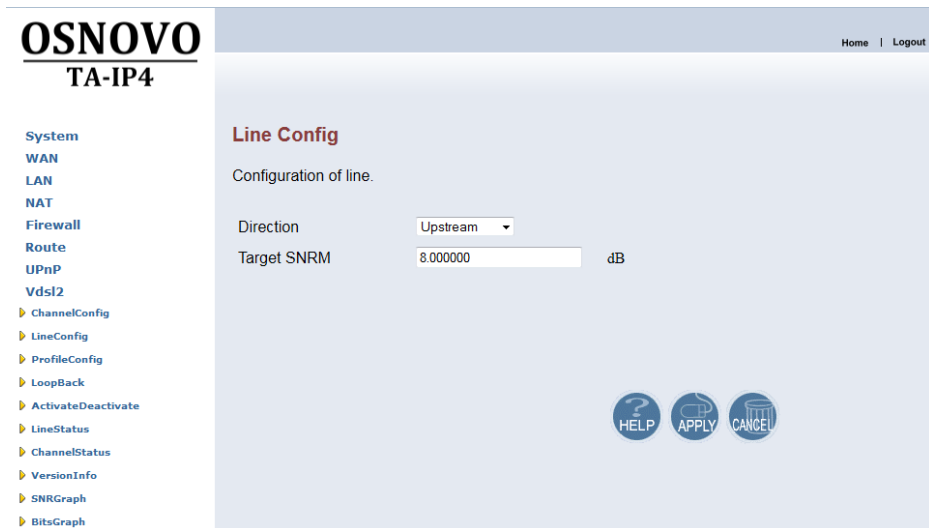 OSNOVO
TA-IP4
Home | Logout
System
WAN
LAN
NAT
Firewall
Route
UPnP
Vdsl2
ChannelConfig
LineConfig
ProfileConfig
LoopBack
ActivateDeactivate
LineStatus
ChannelStatus
VersionInfo
SNRGraph
BitsGraph
Line Config
Configuration of line.
Direction Upstream
Target SNRM 8.000000 dB
HELP APPLY CANCEL